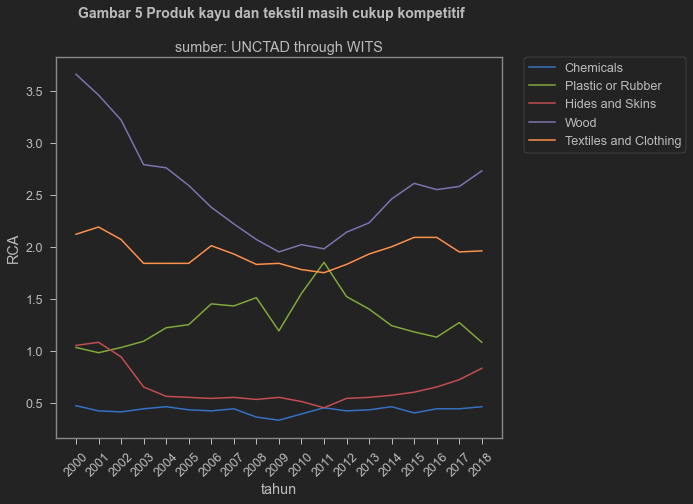 Gambar 5 Produk kayu dan tekstil masih cukup kompetitif
sumber: UNCTAD through WITS
Chemicals
Plastic or Rubber
Hides and Skins
Wood
Textiles and Clothing
RCA
3.5
3.0
2.5
2.0
1.5
1.0
0.5
2000
2001
2002
2003
2004
2005
2006
2007
2008
2009
2010
2011
2012
2013
2014
2015
2016
2017
2018
tahun